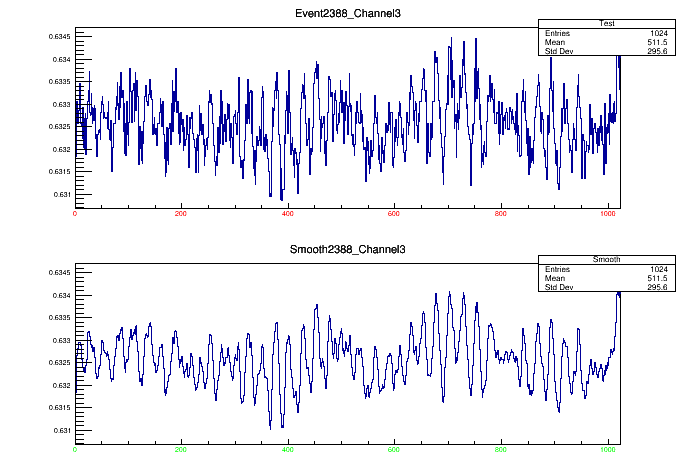 Event2388_Channel3
Test
Entries 1024
Mean 511.5
Std Dev 295.6
0.6345
0.634
0.6335
0.633
0.6325
0.632
0.6315
0.631
0 200 400 600 800 1000
Smooth2388_Channel3
Smooth
Entries 1024
Mean 511.5
Std Dev 295.6
0.6345
0.634
0.6335
0.633
0.6325
0.632
0.6315
0.631
0 200 400 600 800 1000